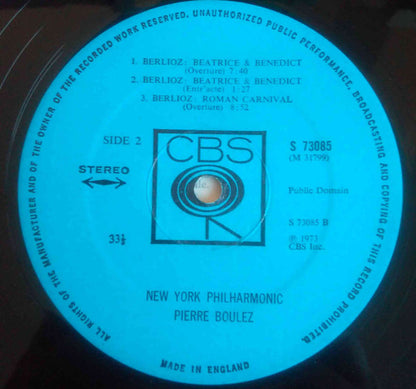 ALL RIGHTS OF THE MANUFACTURER AND OF THE OWNER OF THE RECORDED WORK RESERVED. UNAUTHORIZED PUBLIC PERFORMANCE, BROADCASTING AND COPYING OF THIS RECORD PROHIBITED.
1. BERLIOZ: BEATRICE & BENEDICT
(Overture) 7:40
2. BERLIOZ: BEATRICE & BENEDICT
(Entr'acte) 1:27
3. BERLIOZ: ROMAN CARNIVAL
(Overture) 8:52
SIDE 2
CBS
S 73085
(M 31799)
STEREO
Public Domain
S 73085 B
33⅓
℗ 1973
CBS Inc.
NEW YORK PHILHARMONIC
PIERRE BOULEZ
MADE IN ENGLAND